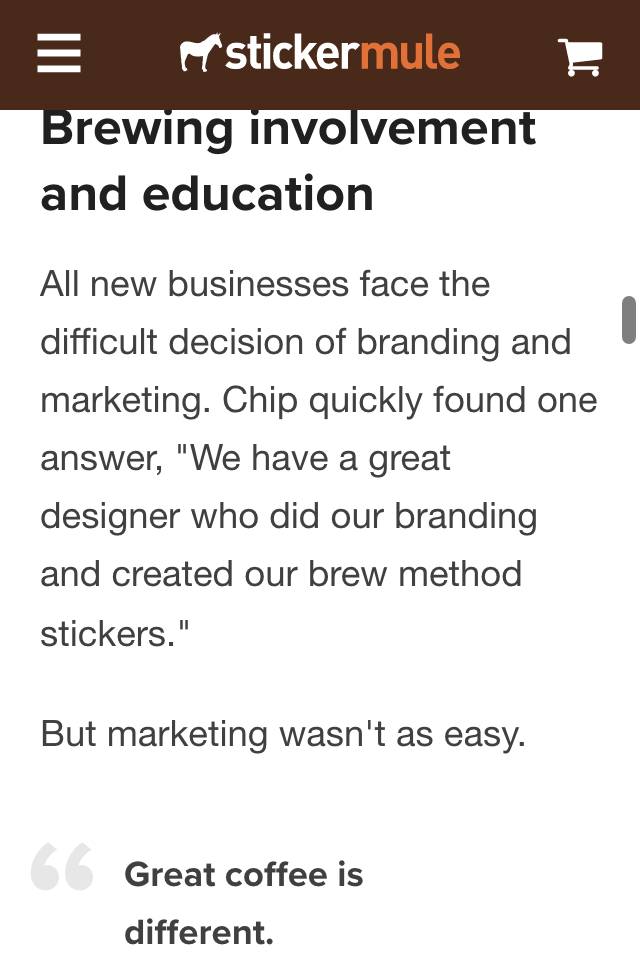 stickermule
Brewing involvement
and education
All new businesses face the
difficult decision of branding and
marketing. Chip quickly found one
answer, "We have a great
designer who did our branding
and created our brew method
stickers."
But marketing wasn't as easy.
“
Great coffee is
different.